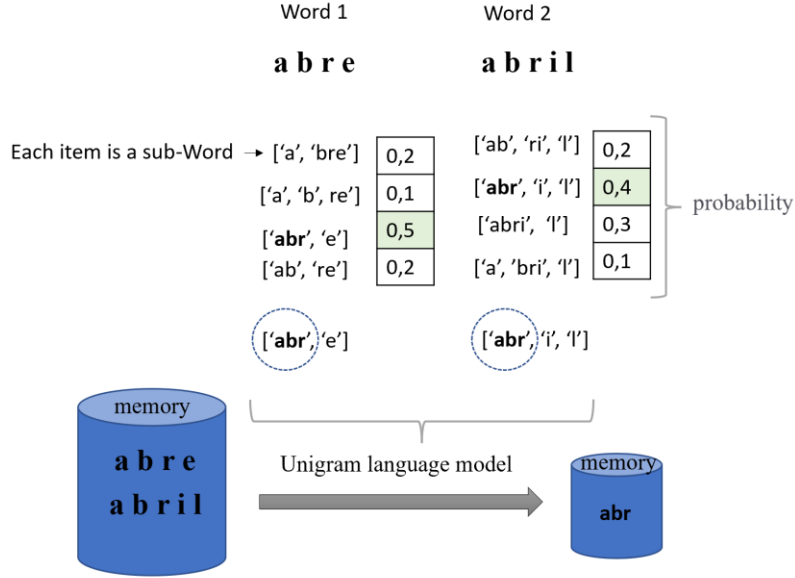 Word 1 Word 2
a b r e a b r i l
Each item is a sub-Word → [‘a’, ‘bre’] 0,2 [‘ab’, ‘ri’, ‘l’] 0,2
[‘a’, ‘b’, re’] 0,1 [‘abr’, ‘i’, ‘l’] 0,4
[‘abr’, ‘e’] 0,5 [‘abri’, ‘l’] 0,3
[‘ab’, ‘re’] 0,2 [‘a’, ’bri’, ‘l’] 0,1
probability
[‘abr’, ‘e’] [‘abr’, ‘i’, ‘l’]
memory
a b r e
a b r i l
Unigram language model
memory
abr